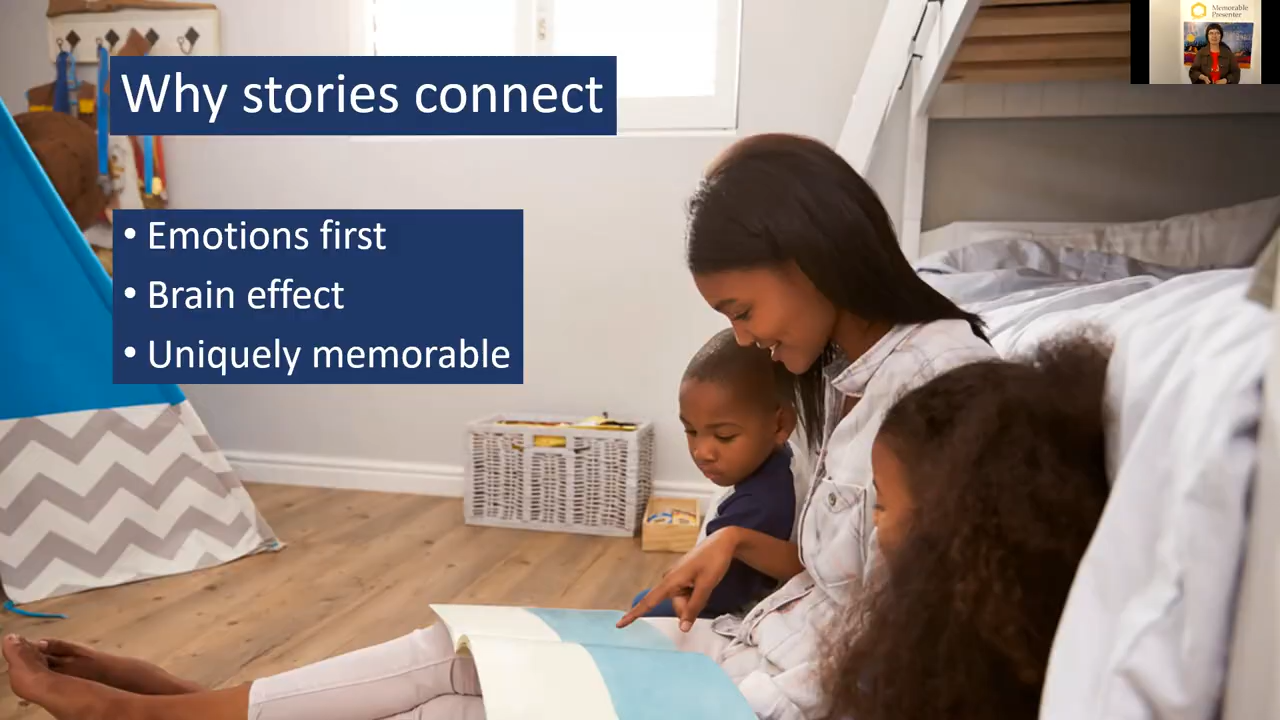 Why stories connect
• Emotions first
• Brain effect
• Uniquely memorable
Memorable
Presenter